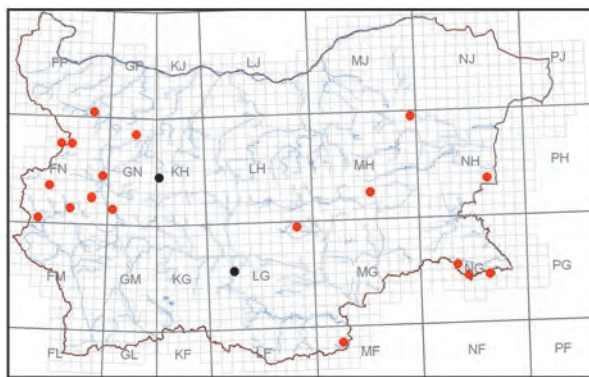 FP GP KJ LJ MJ NJ PJ
FN GN KH LH MH NH PH
FM GM KG LG MG NG PG
FL GL KF LF MF NF PF